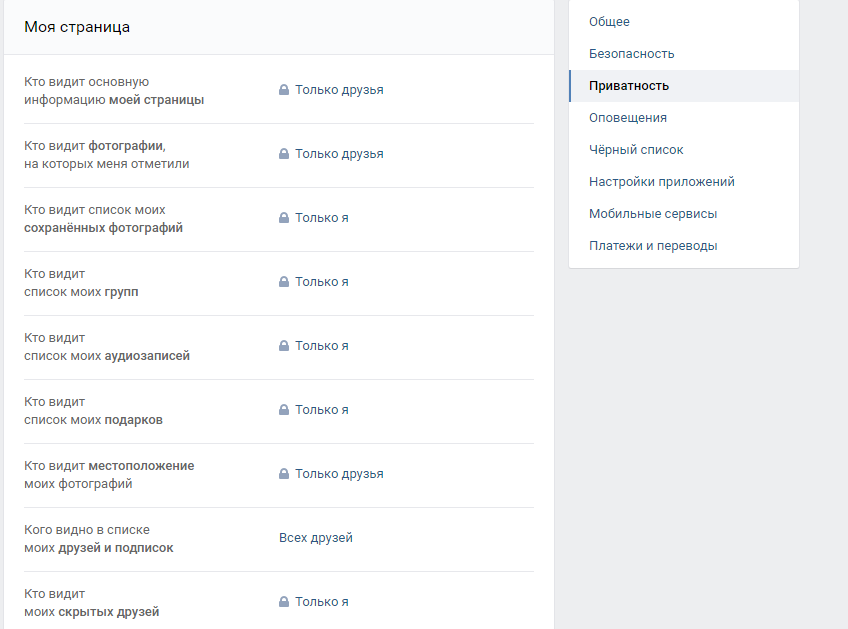 Моя страница
Кто видит основную
информацию моей страницы
Только друзья
Кто видит фотографии,
на которых меня отметили
Только друзья
Кто видит список моих
сохранённых фотографий
Только я
Кто видит
список моих групп
Только я
Кто видит
список моих аудиозаписей
Только я
Кто видит
список моих подарков
Только я
Кто видит местоположение
моих фотографий
Только друзья
Кого видно в списке
моих друзей и подписок
Всех друзей
Кто видит
моих скрытых друзей
Только я
Общее
Безопасность
Приватность
Оповещения
Чёрный список
Настройки приложений
Мобильные сервисы
Платежи и переводы